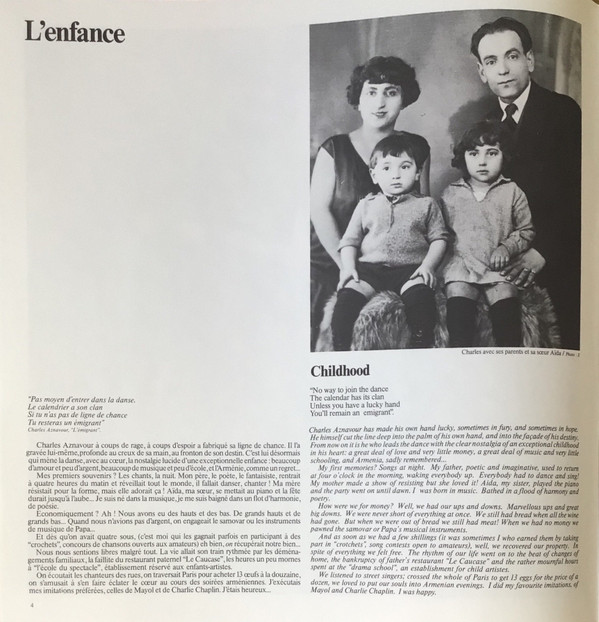 L'enfance
Charles avec ses parents et sa sœur Aïda / Photo 3
"Pas moyen d'entrer dans la danse.
Le calendrier a son clan
Si tu n'as pas de ligne de chance
Tu resteras un émigrant"
Charles Aznavour, "L'émigrant".
Charles Aznavour à coups de rage, à coups d'espoir a fabriqué sa ligne de chance. Il l'a
gravée lui-même, profonde au creux de sa main, au fronton de son destin. C'est lui désormais
qui mène la danse, avec au cœur, la nostalgie lucide d'une exceptionnelle enfance : beaucoup
d'amour et peu d'argent, beaucoup de musique et peu d'école, et l'Arménie, comme un regret...
Mes premiers souvenirs ? Les chants, la nuit. Mon père, le poète, le fantaisiste, rentrait
à quatre heures du matin et réveillait tout le monde, il fallait danser, chanter ! Ma mère
résistait pour la forme, mais elle adorait ça ! Aïda, ma sœur, se mettait au piano et la fête
durait jusqu'à l'aube... Je suis né dans la musique, je me suis baigné dans un flot d'harmonie,
de poésie.
Économiquement ? Ah ! Nous avons eu des hauts et des bas. De grands hauts et de
grands bas... Quand nous n'avions pas d'argent, on engageait le samovar ou les instruments
de musique de Papa...
Et dès qu'on avait quatre sous, (c'est moi qui les gagnait parfois en participant à des
"crochets", concours de chansons ouverts aux amateurs) eh bien, on récupérait notre bien...
Nous nous sentions libres malgré tout. La vie allait son train rythmée par les déména-
gements familiaux, la faillite du restaurant paternel "Le Caucase", les heures un peu mornes
à "l'école du spectacle", établissement réservé aux enfants-artistes.
On écoutait les chanteurs des rues, on traversait Paris pour acheter 13 œufs à la douzaine,
on s'amusait à s'en faire éclater le cœur au cours des soirées arméniennes. J'exécutais
mes imitations préférées, celles de Mayol et de Charlie Chaplin. J'étais heureux...
Childhood
"No way to join the dance
The calendar has its clan
Unless you have a lucky hand
You'll remain an emigrant".
Charles Aznavour has made his own hand lucky, sometimes in fury, and sometimes in hope.
He himself cut the line deep into the palm of his own hand, and into the façade of his destiny.
From now on it is he who leads the dance with the clear nostalgia of an exceptional childhood
in his heart: a great deal of love and very little money, a great deal of music and very little
schooling, and Armenia, sadly remembered...
My first memories? Songs at night. My father, poetic and imaginative, used to return
at four o'clock in the morning, waking everybody up. Everybody had to dance and sing!
My mother made a show of resisting but she loved it! Aida, my sister, played the piano
and the party went on until dawn. I was born in music. Bathed in a flood of harmony and
poetry.
How were we for money? Well, we had our ups and downs. Marvellous ups and great
big downs. We were never short of everything at once. We still had bread when all the wine
had gone. But when we were out of bread we still had meat! When we had no money we
pawned the samovar or Papa's musical instruments.
And as soon as we had a few shillings (it was sometimes I who earned them by taking
part in "crotchets", song contests open to amateurs), well, we recovered our property. In
spite of everything we felt free. The rhythm of our life went on to the beat of changes of
home, the bankruptcy of father's restaurant "Le Caucase" and the rather mournful hours
spent at the "drama school", an establishment for child artistes.
We listened to street singers; crossed the whole of Paris to get 13 eggs for the price of a
dozen, we loved to put our souls into Armenian evenings. I did my favourite imitations, of
Mayol and Charlie Chaplin. I was happy.
4